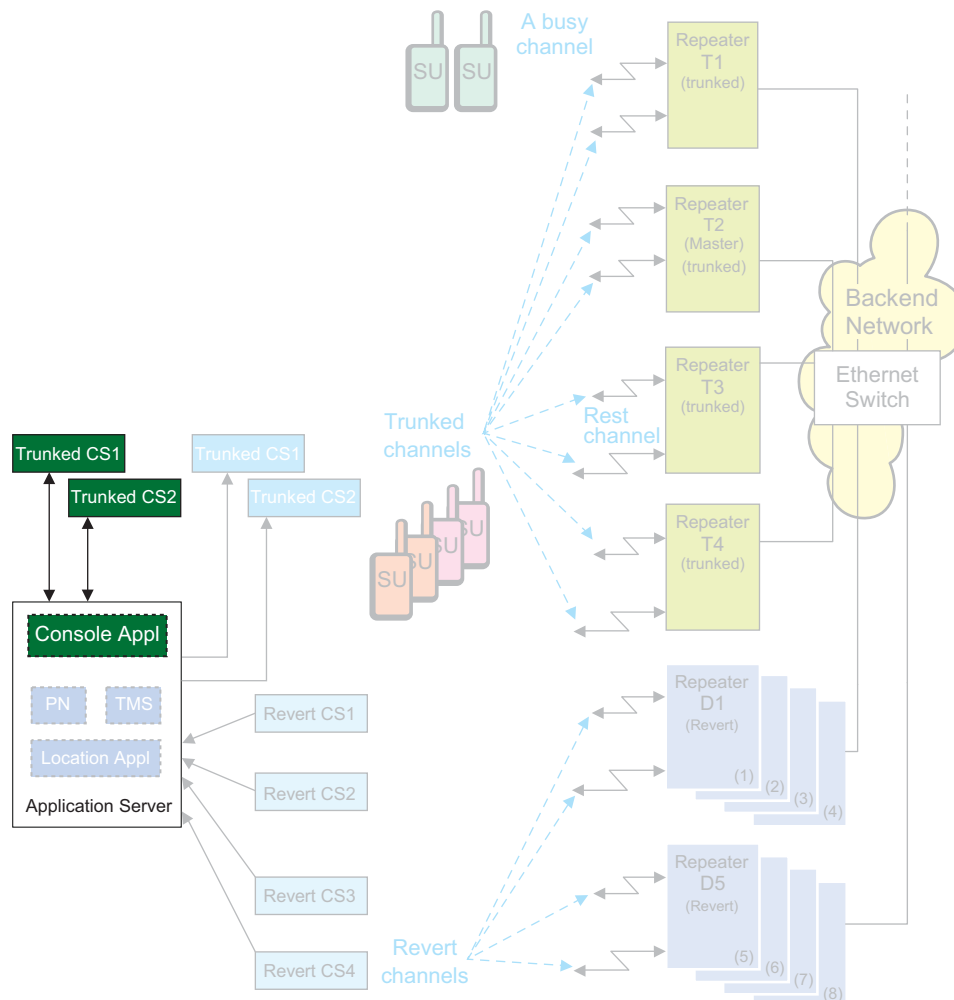 A busy
channel
SU
SU
Repeater
T1
(trunked)
Repeater
T2
(Master)
(trunked)
Backend
Network
Ethernet
Switch
Repeater
T3
(trunked)
Trunked
channels
Rest
channel
Trunked CS1
Trunked CS1
Trunked CS2
Trunked CS2
SU
SU
SU
SU
Repeater
T4
(trunked)
Console Appl
PN
TMS
Location Appl
Application Server
Revert CS1
Revert CS2
Revert CS3
Revert CS4
Repeater
D1
(Revert)
(1)
(2)
(3)
(4)
Repeater
D5
(Revert)
(5)
(6)
(7)
(8)
Revert
channels